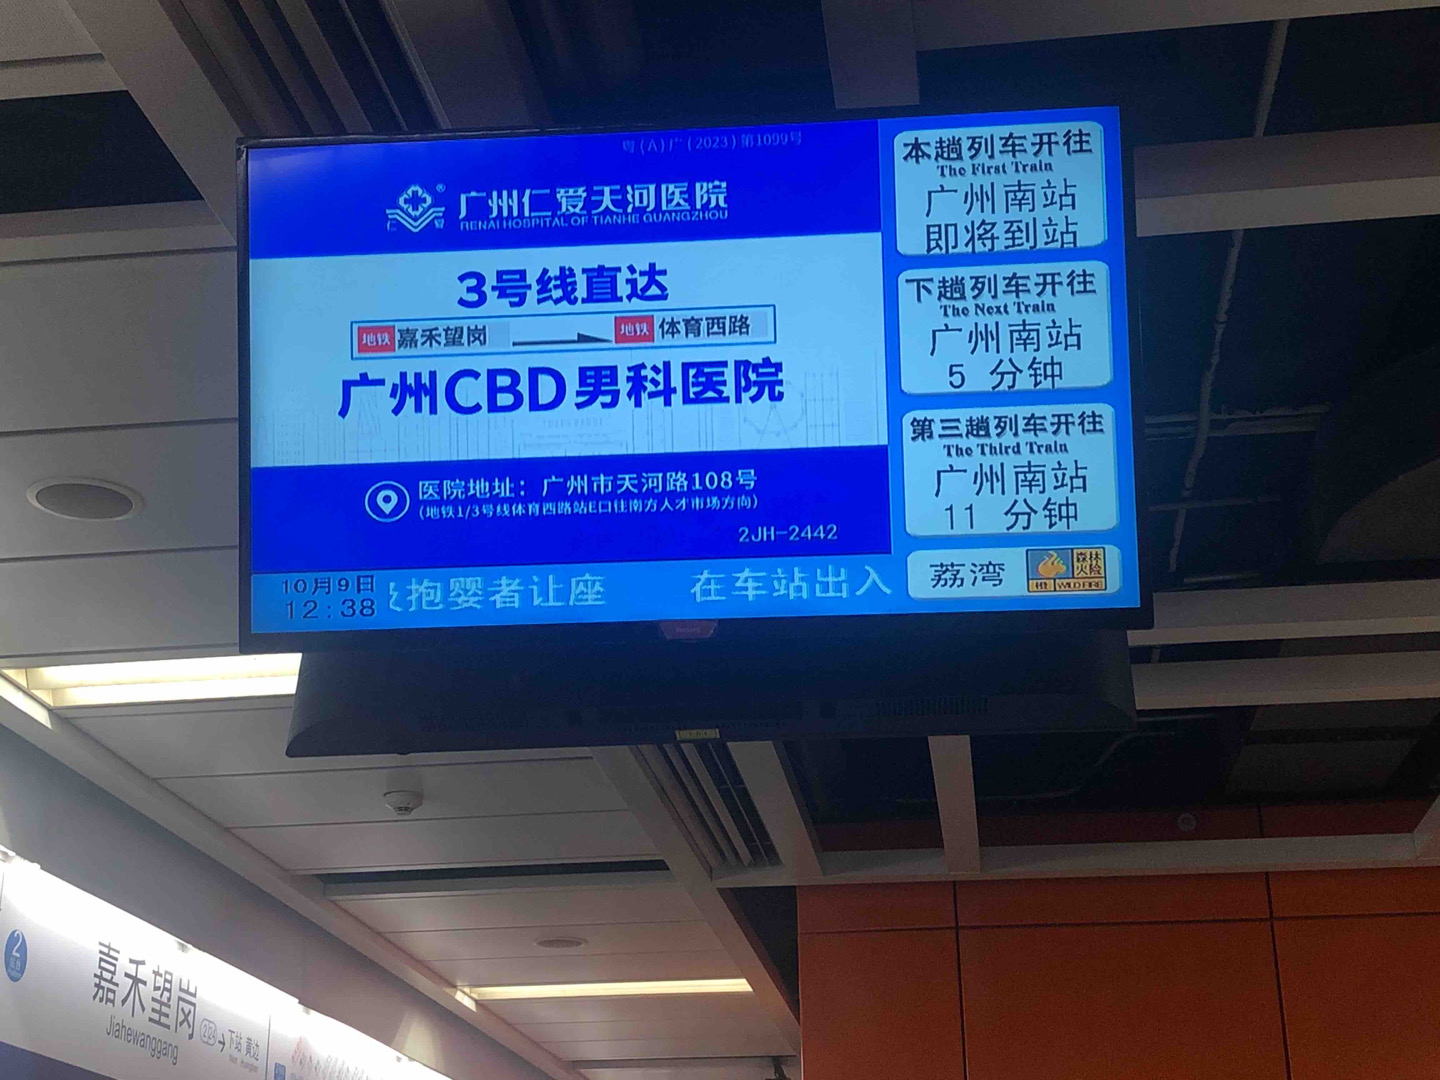 粤(A)广(2023)第1099号
仁爱
广州仁爱天河医院
RENAI HOSPITAL OF TIANHE GUANGZHOU
3号线直达
地铁 嘉禾望岗 地铁 体育西路
广州CBD男科医院
医院地址：广州市天河路108号
(地铁1/3号线体育西路站E口往南方人才市场方向)
2JH-2442
10月9日
12:38
抱婴者让座 在车站出入
本趟列车开往
The First Train
广州南站
即将到站
下趟列车开往
The Next Train
广州南站
5 分钟
第三趟列车开往
The Third Train
广州南站
11 分钟
荔湾
森林火险
橙 WILD FIRE
2
嘉禾望岗
Jiahewanggang
下站 黄边